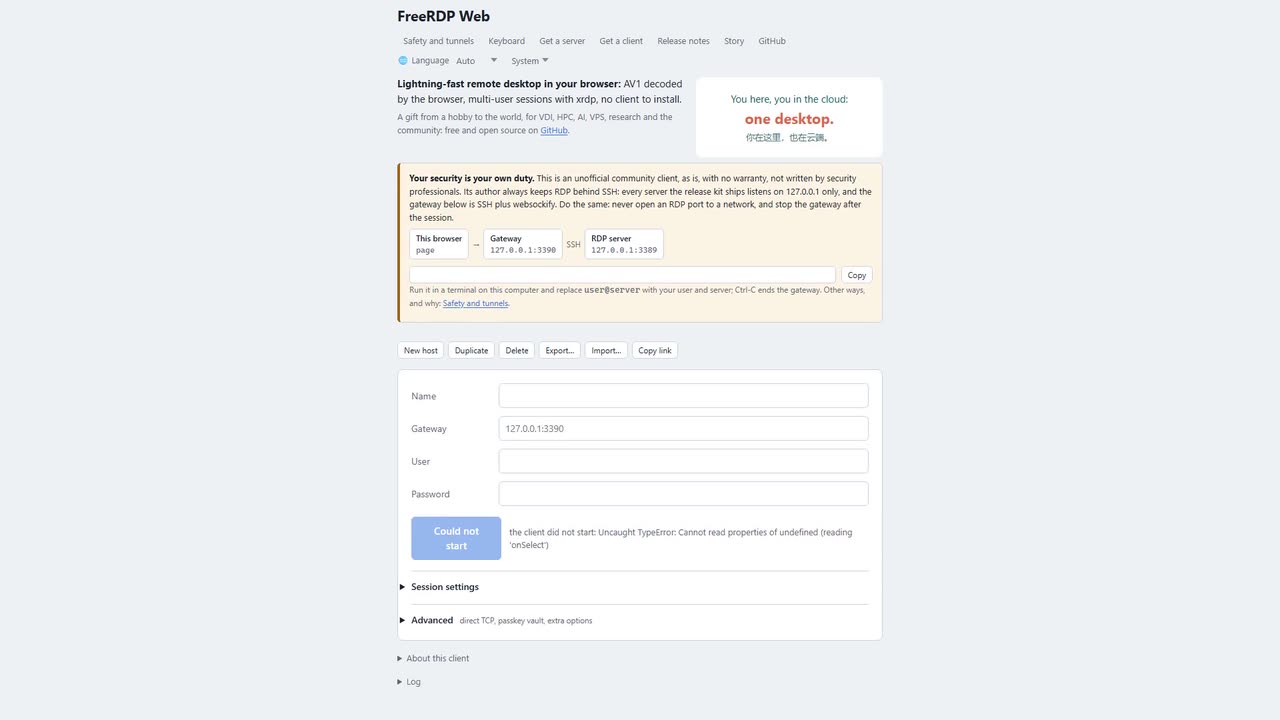 FreeRDP Web
Safety and tunnels Keyboard Get a server Get a client Release notes Story GitHub
Language Auto System
Lightning-fast remote desktop in your browser: AV1 decoded
by the browser, multi-user sessions with xrdp, no client to install.
A gift from a hobby to the world, for VDI, HPC, AI, VPS, research and the
community: free and open source on GitHub.
You here, you in the cloud:
one desktop.
你在这里，也在云端。
Your security is your own duty. This is an unofficial community client, as is, with no warranty, not written by security
professionals. Its author always keeps RDP behind SSH: every server the release kit ships listens on 127.0.0.1 only, and the
gateway below is SSH plus websockify. Do the same: never open an RDP port to a network, and stop the gateway after
the session.
This browser → Gateway SSH RDP server
page 127.0.0.1:3390 127.0.0.1:3389
Copy
Run it in a terminal on this computer and replace user@server with your user and server; Ctrl-C ends the gateway. Other ways,
and why: Safety and tunnels.
New host Duplicate Delete Export... Import... Copy link
Name
Gateway 127.0.0.1:3390
User
Password
Could not
start
the client did not start: Uncaught TypeError: Cannot read properties of undefined (reading
'onSelect')
Session settings
Advanced direct TCP, passkey vault, extra options
About this client
Log